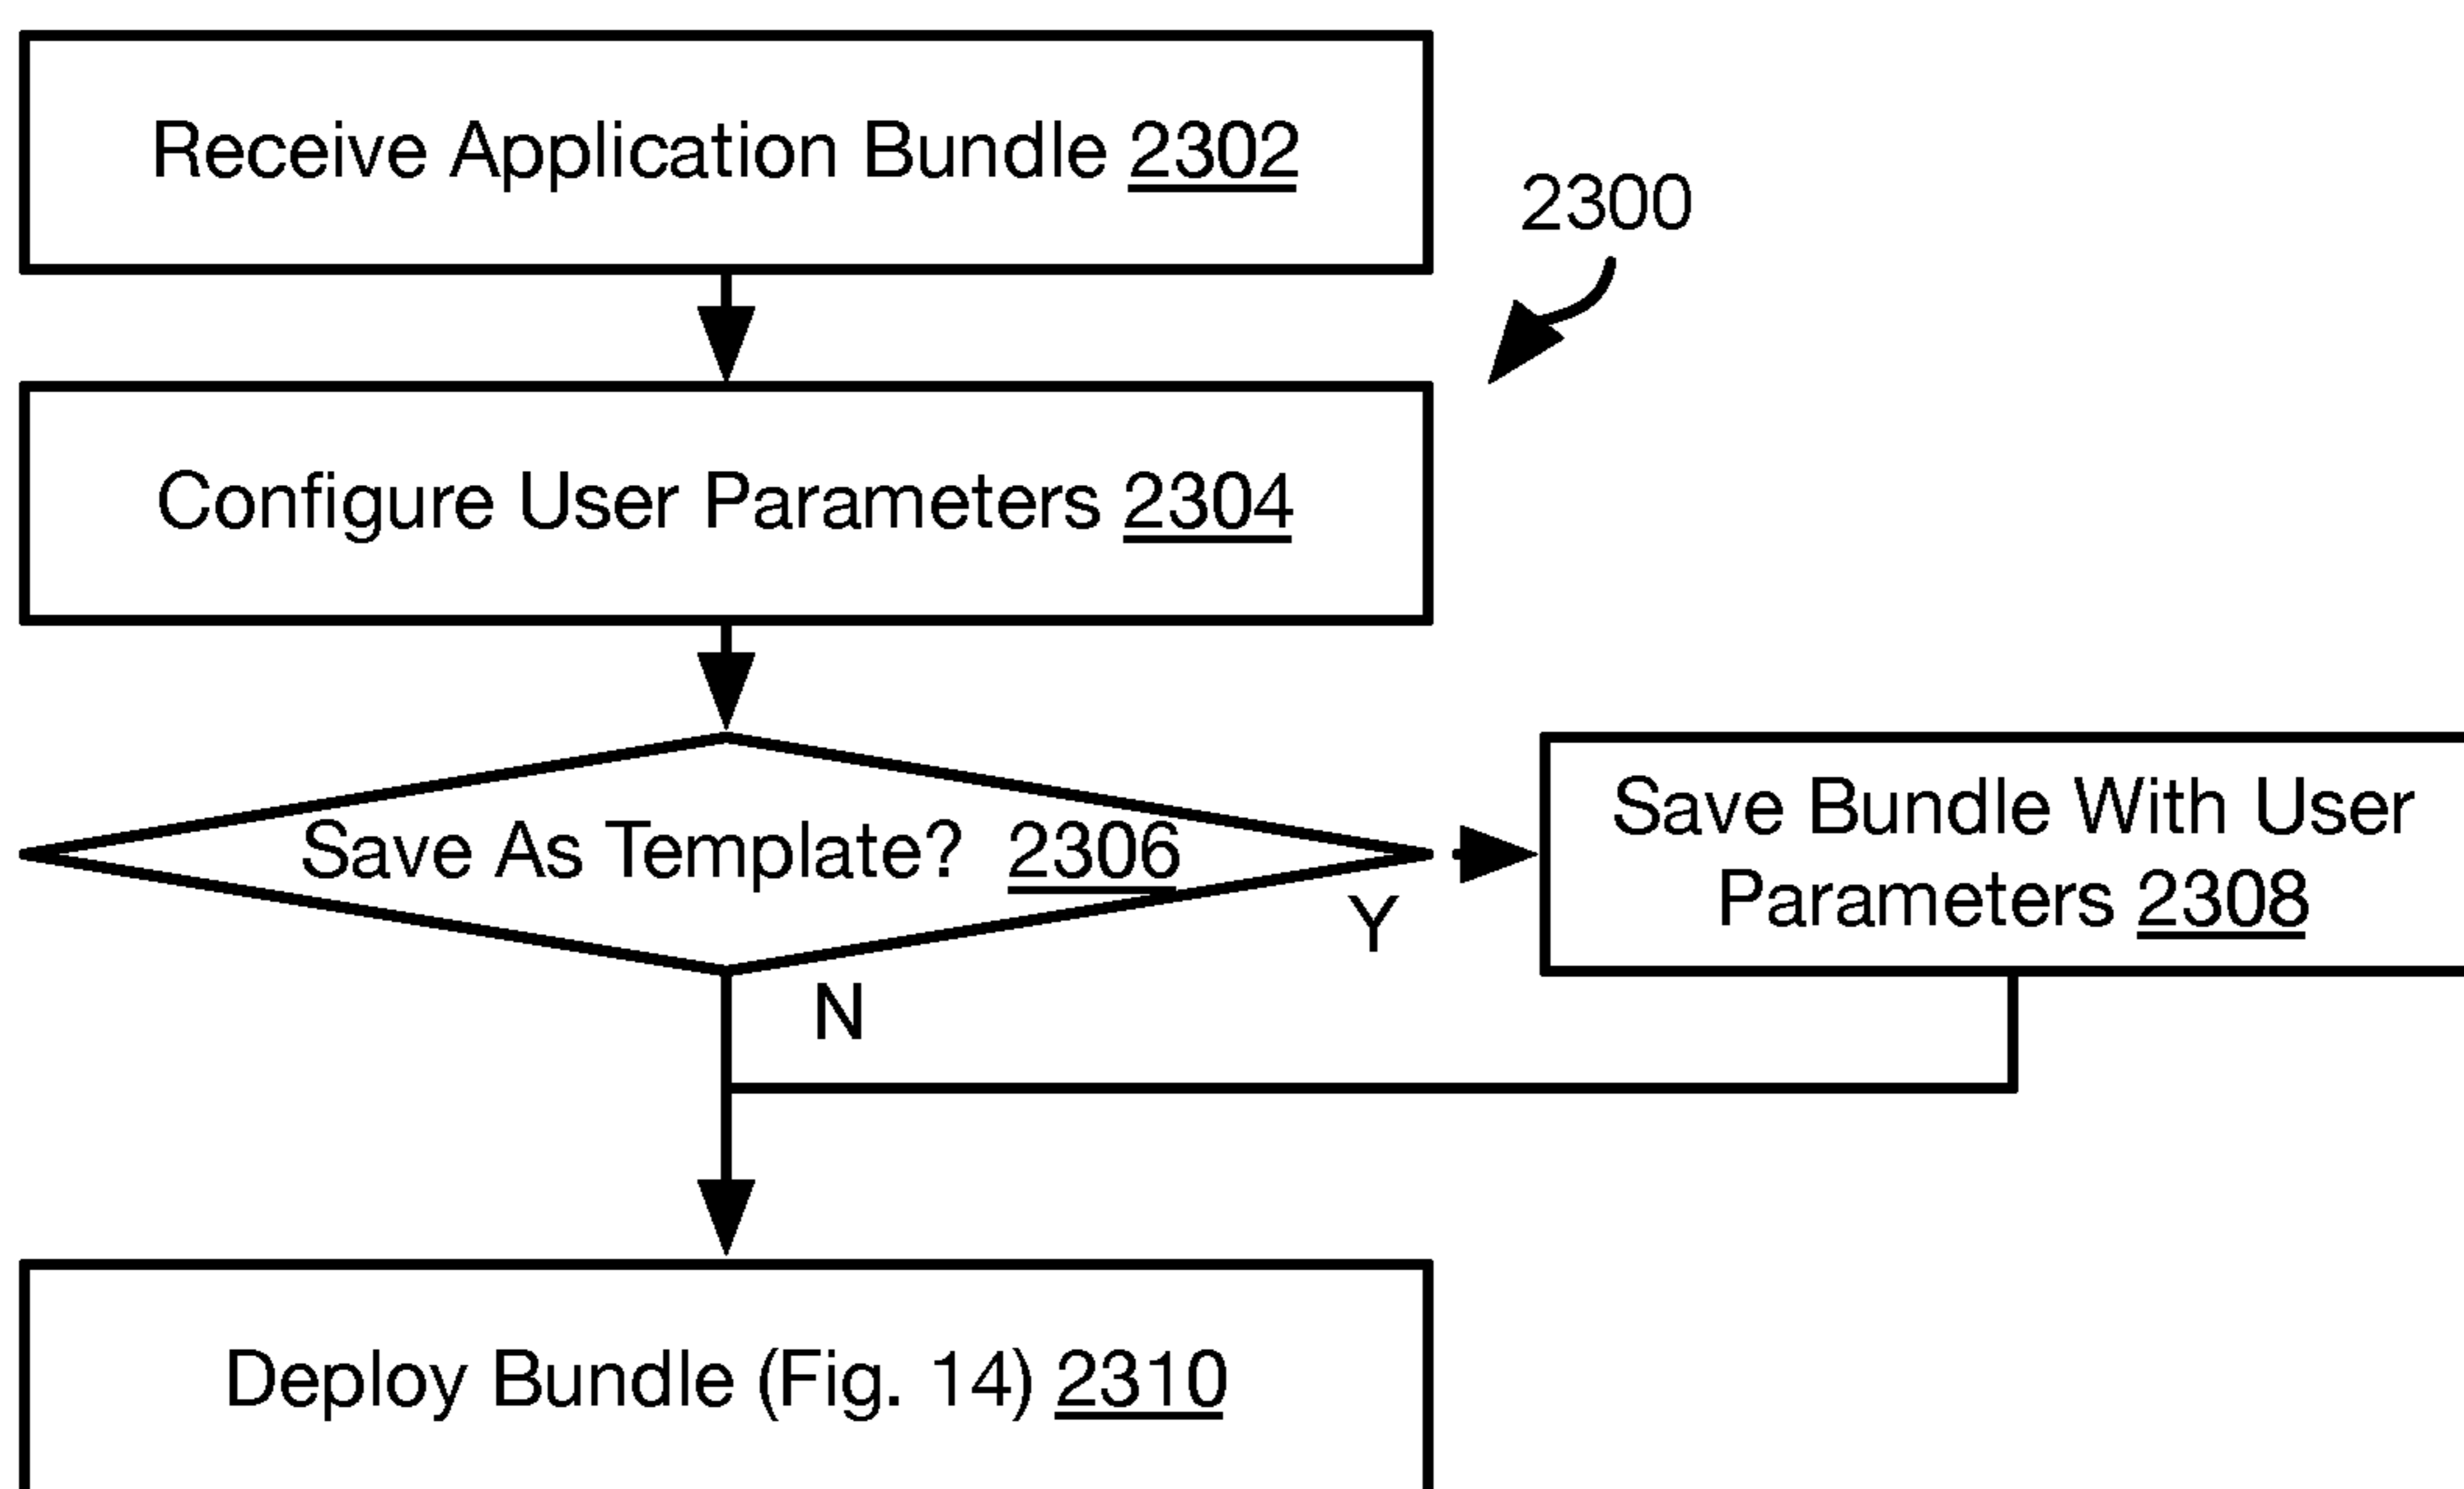 Receive Application Bundle 2302
2300
Configure User Parameters 2304
Save As Template? 2306
Y
Save Bundle With User
Parameters 2308
N
Deploy Bundle (Fig. 14) 2310